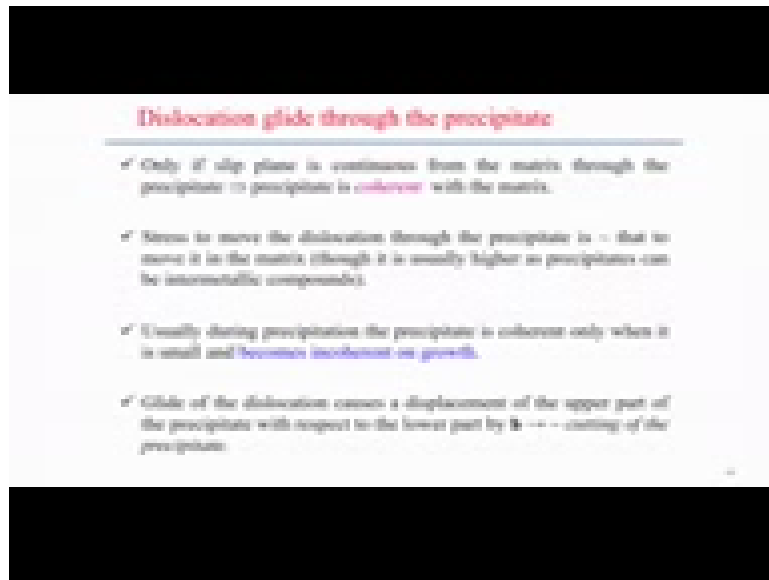 Dislocation glide through the precipitate
✓ Only if slip plane is continuous from the matrix through the
precipitate ⊃ precipitate is coherent with the matrix.
✓ Stress to move the dislocation through the precipitate is ~ that to
move it in the matrix (though it is usually higher as precipitates can
be intermetallic compounds).
✓ Usually during precipitation the precipitate is coherent only when it
is small and becomes incoherent on growth.
✓ Glide of the dislocation causes a displacement of the upper part of
the precipitate with respect to the lower part by b → ~ cutting of the
precipitate.